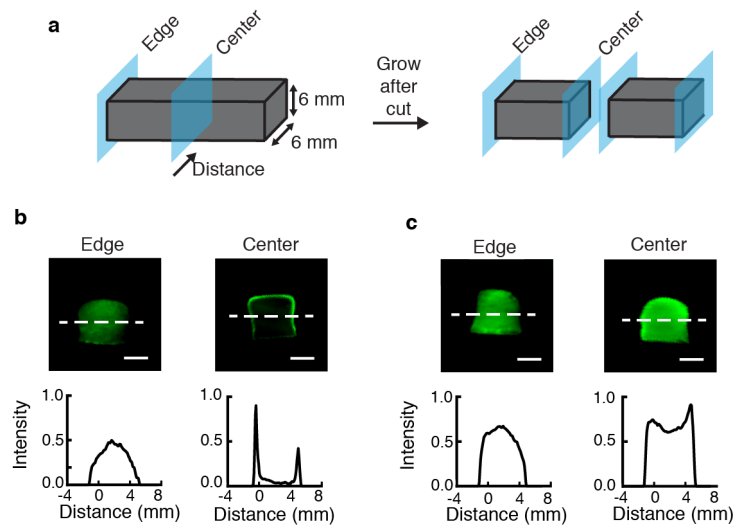 a
Edge
Center
6 mm
6 mm
Distance
Grow
after
cut
Edge
Center
b
Edge
Center
Intensity
1.0
0.5
0.0
-4
0
4
8
Distance (mm)
1.0
0.5
0.0
-4
0
4
8
Distance (mm)
c
Edge
Center
1.0
0.5
0.0
-4
0
4
8
Distance (mm)
1.0
0.5
0.0
-4
0
4
8
Distance (mm)